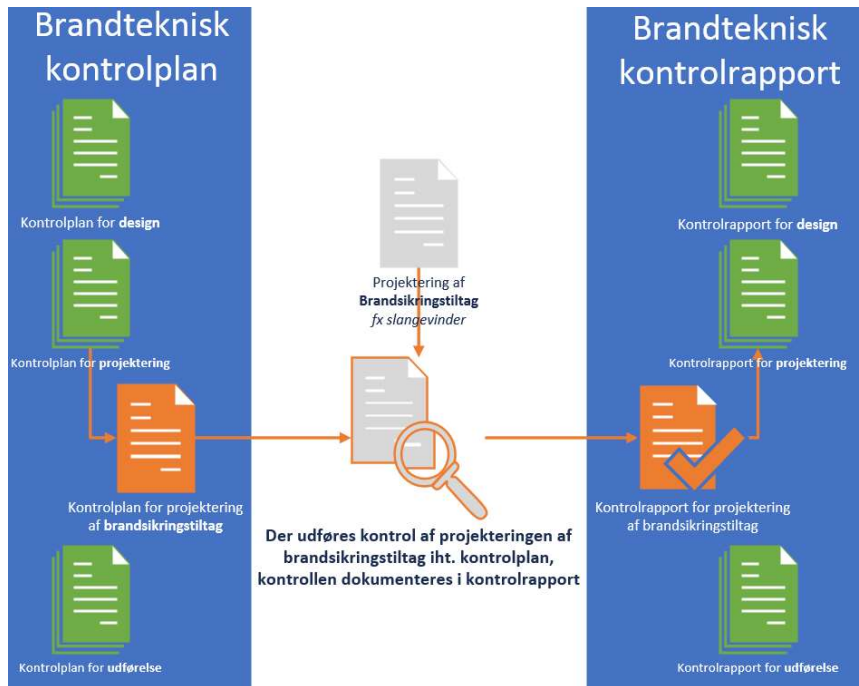 Brandteknisk
kontrolplan
Kontrolplan for design
Kontrolplan for projektering
Kontrolplan for projektering
af brandsikringstiltag
Kontrolplan for udførelse
Projektering af
Brandsikringstiltag
fx slangevinder
Der udføres kontrol af projekteringen af
brandsikringstiltag iht. kontrolplan,
kontrollen dokumenteres i kontrolrapport
Brandteknisk
kontrolrapport
Kontrolrapport for design
Kontrolrapport for projektering
Kontrolrapport for projektering
af brandsikringstiltag
Kontrolrapport for udførelse